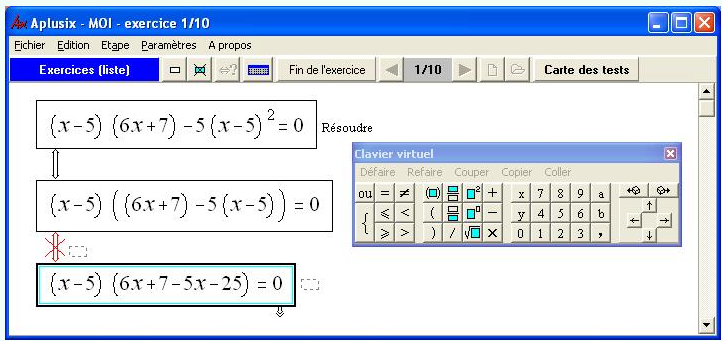 Aplusix - MOI - exercice 1/10
Fichier Edition Etape Paramètres A propos
Exercices (liste) ⇔? Fin de l'exercice 1/10 Carte des tests
(x−5) (6x+7) −5 (x−5)² = 0 Résoudre
(x−5) ((6x+7) −5 (x−5)) = 0
(x−5) (6x+7−5x−25) = 0
Clavier virtuel
Défaire Refaire Couper Copier Coller
ou = ≠ (□) □² + x 7 8 9 a
{ ≤ < ( □⁰ − y 4 5 6 b ← →
≥ > ) / √□ × 0 1 2 3 , ↑ ↓